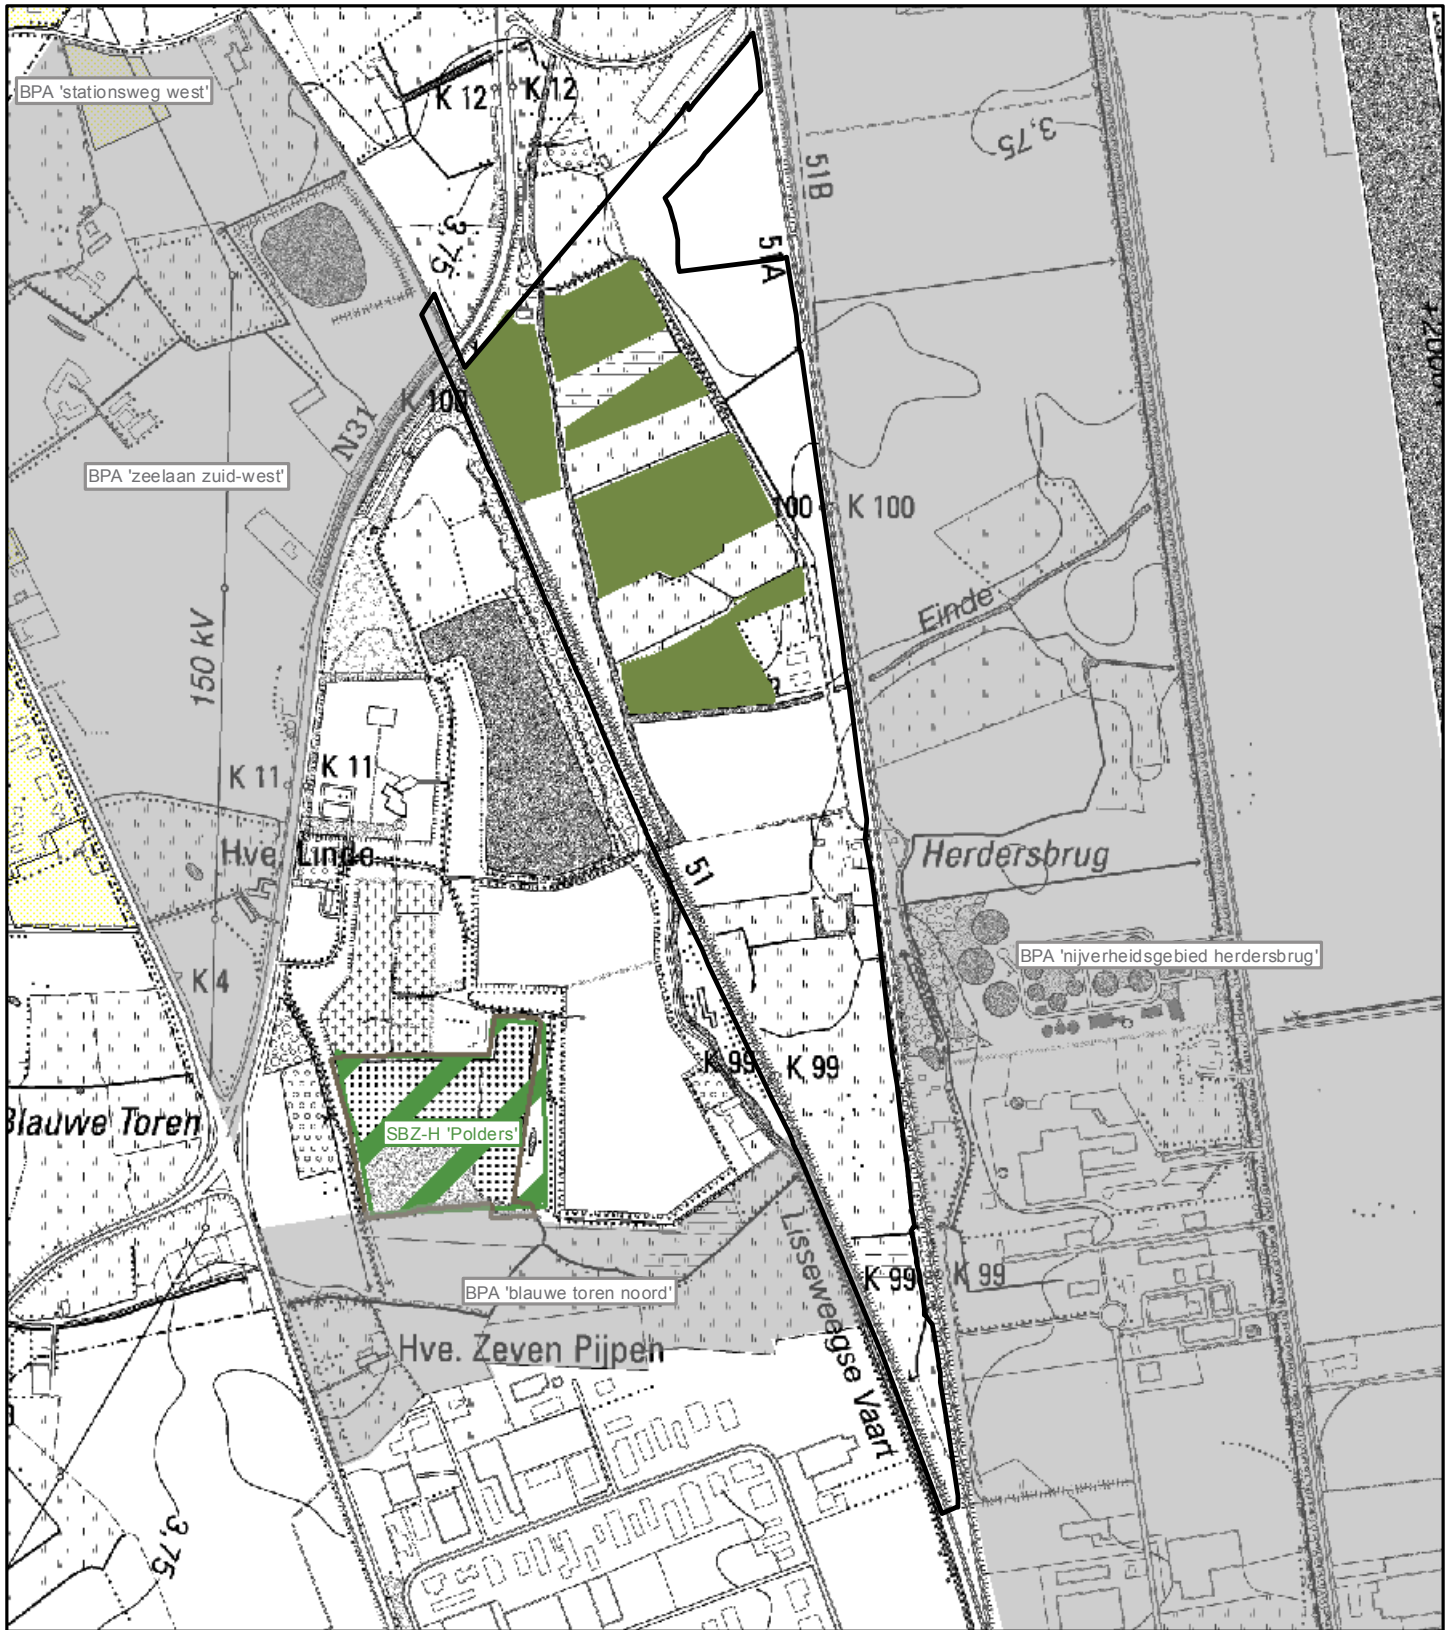 BPA 'stationsweg west'
K 12
K 12
3,75
51B
3,75
51A
N31
K 100
BPA 'zeelaan zuid-west'
100
K 100
Einde
150 kV
K 11
K 11
Hve. Linde
51
Herdersbrug
BPA 'nijverheidsgebied herdersbrug'
K 4
K 99
K 99
Blauwe Toren
SBZ-H 'Polders'
Lisseweegse Vaart
K 99
K 99
BPA 'blauwe toren noord'
Hve. Zeven Pijpen
3,75